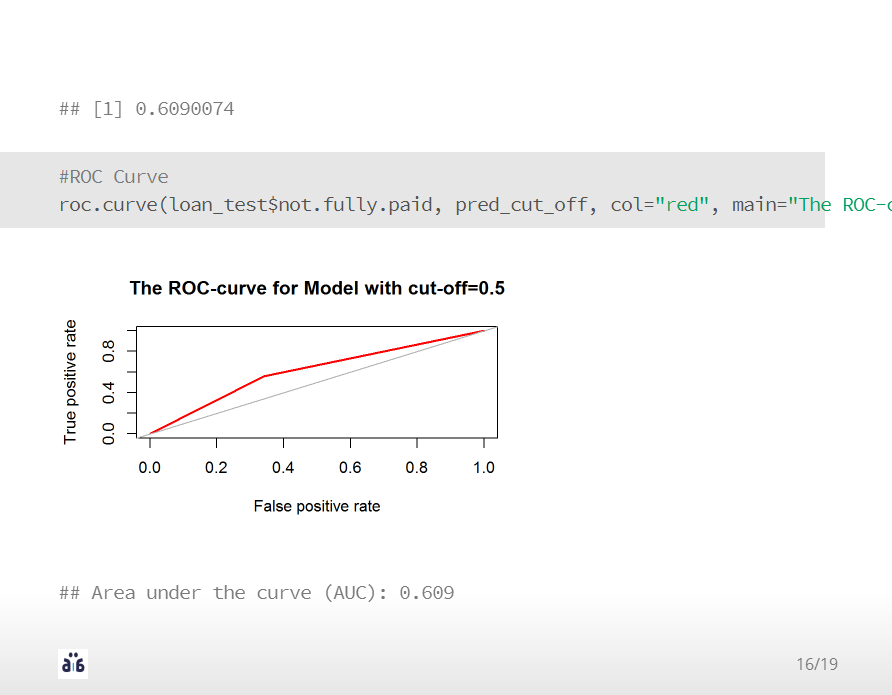 ## [1] 0.6090074
#ROC Curve
roc.curve(loan_test$not.fully.paid, pred_cut_off, col="red", main="The ROC-
The ROC-curve for Model with cut-off=0.5
True positive rate
0.8
0.4
0.0
0.0 0.2 0.4 0.6 0.8 1.0
False positive rate
## Area under the curve (AUC): 0.609
16/19